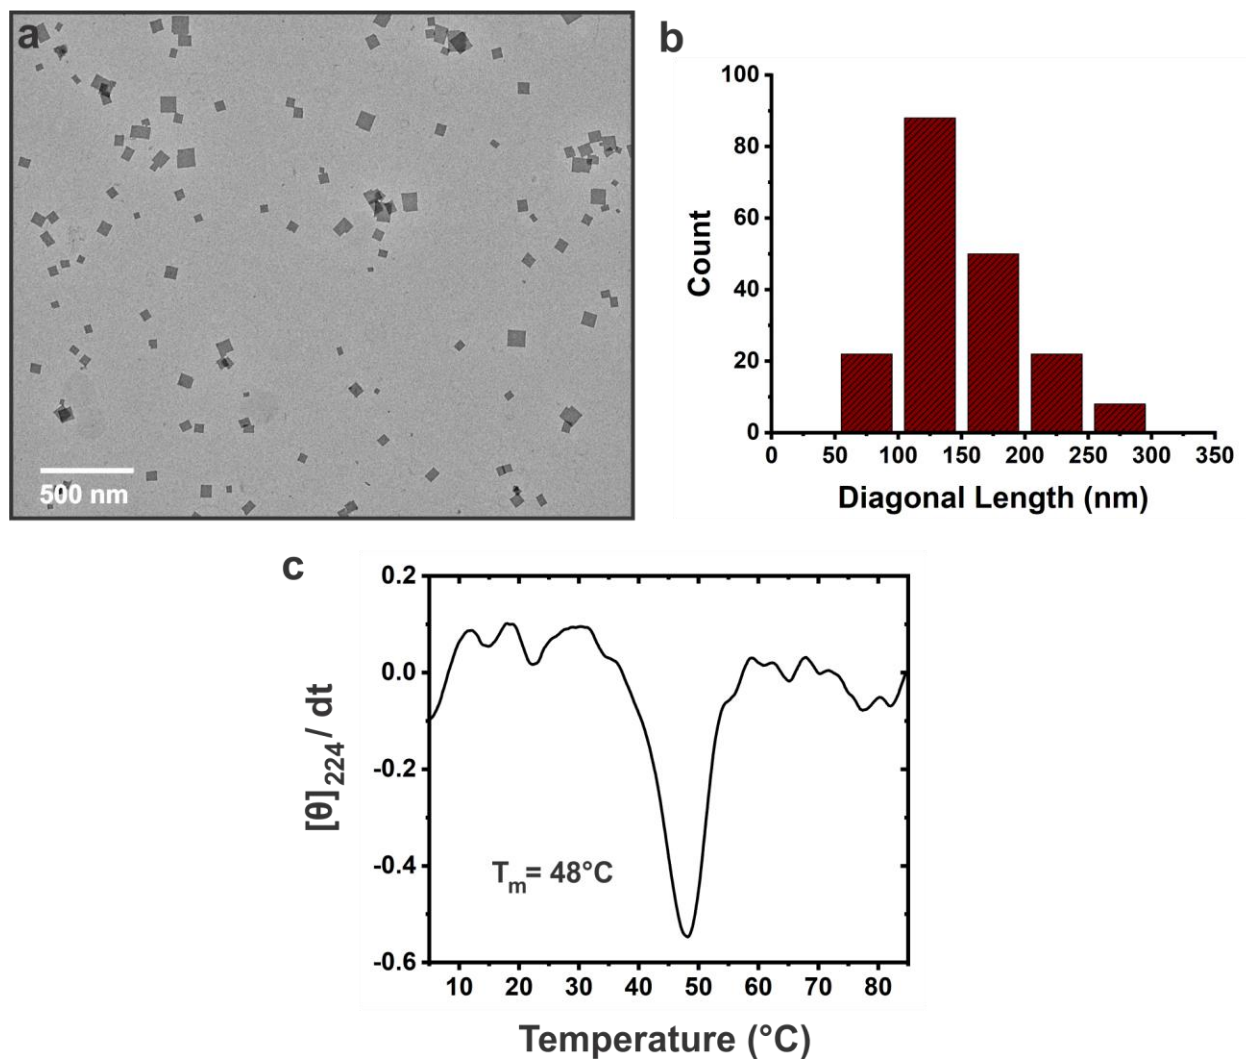 a
500 nm
b
100
80
60
40
20
0
Count
0 50 100 150 200 250 300 350
Diagonal Length (nm)
c
0.2
0.0
-0.2
-0.4
-0.6
[θ]224/ dt
Tm= 48°C
10 20 30 40 50 60 70 80
Temperature (°C)